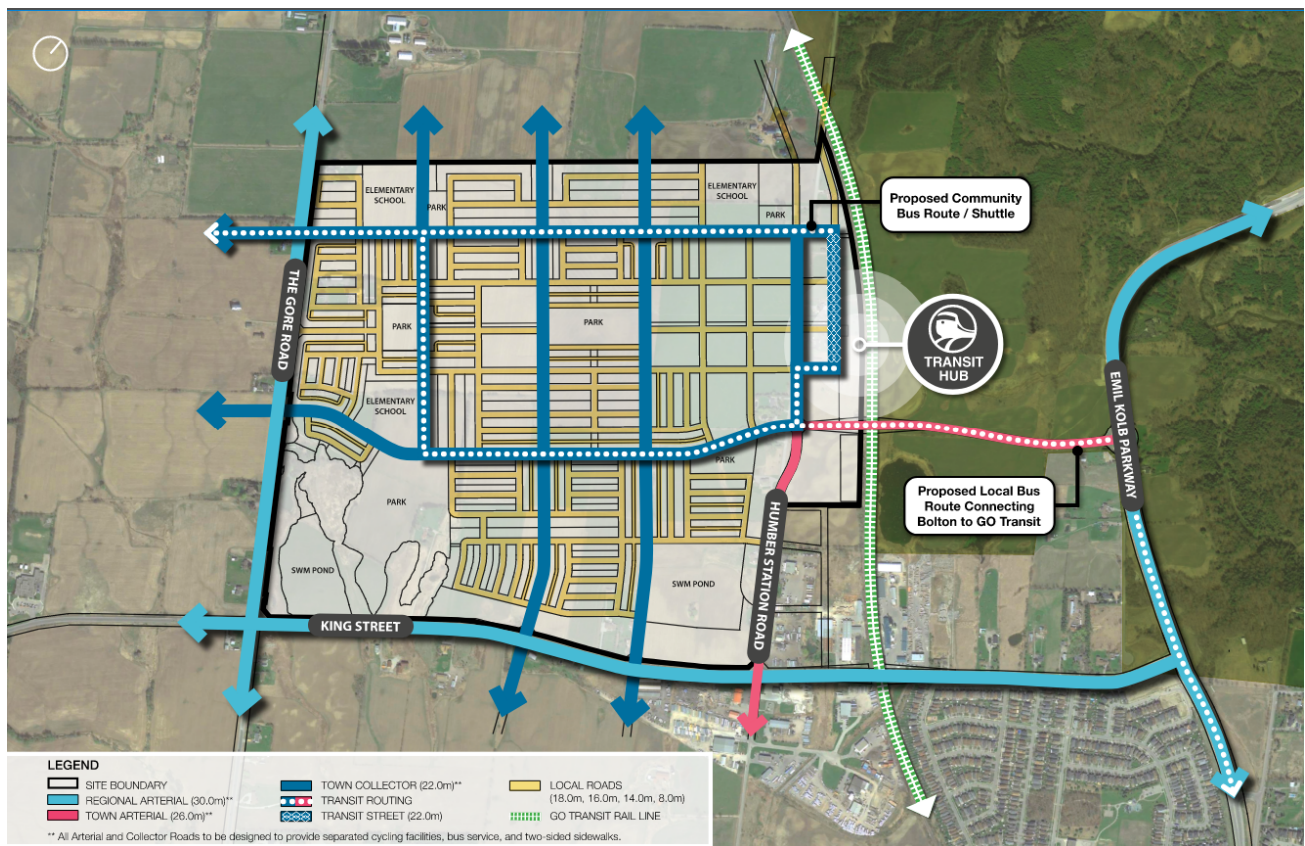 ELEMENTARY
SCHOOL
PARK
ELEMENTARY
SCHOOL
PARK
Proposed Community
Bus Route / Shuttle
THE GORE ROAD
PARK
PARK
TRANSIT
HUB
ELEMENTARY
SCHOOL
EMIL KOLB PARKWAY
PARK
PARK
Proposed Local Bus
Route Connecting
Bolton to GO Transit
HUMBER STATION ROAD
SWM POND
SWM POND
KING STREET
LEGEND
SITE BOUNDARY
REGIONAL ARTERIAL (30.0m)**
TOWN ARTERIAL (26.0m)**
TOWN COLLECTOR (22.0m)**
TRANSIT ROUTING
TRANSIT STREET (22.0m)
LOCAL ROADS
(18.0m, 16.0m, 14.0m, 8.0m)
GO TRANSIT RAIL LINE
** All Arterial and Collector Roads to be designed to provide separated cycling facilities, bus service, and two-sided sidewalks.